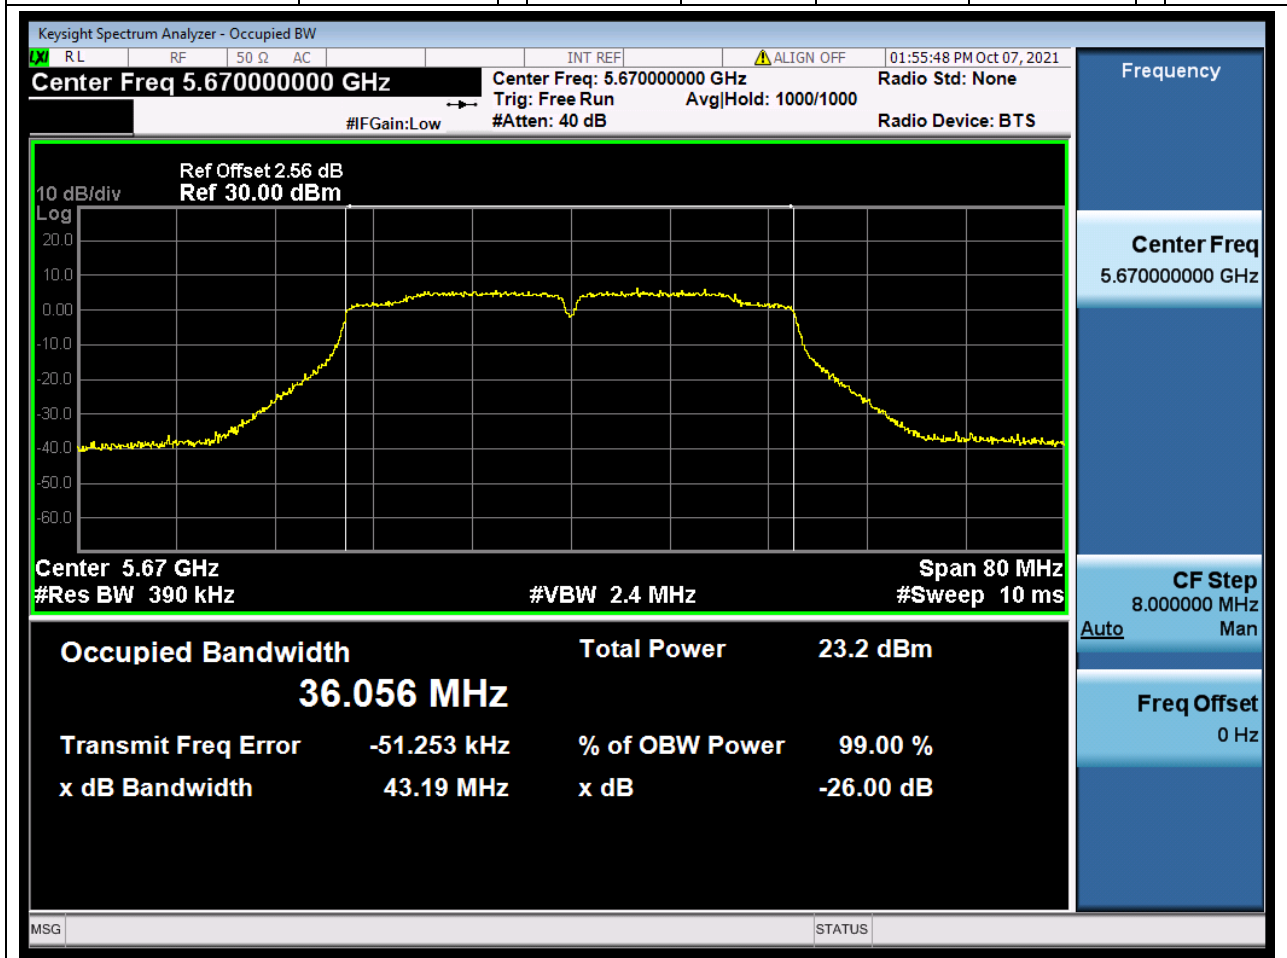 Keysight Spectrum Analyzer - Occupied BW
LXI RL RF 50 Ω AC INT REF ALIGN OFF 01:55:48 PM Oct 07, 2021
Center Freq 5.670000000 GHz Center Freq: 5.670000000 GHz Radio Std: None
Trig: Free Run Avg|Hold: 1000/1000
#IFGain:Low #Atten: 40 dB Radio Device: BTS
Ref Offset 2.56 dB
10 dB/div Ref 30.00 dBm
Log
20.0
10.0
0.00
-10.0
-20.0
-30.0
-40.0
-50.0
-60.0
Center 5.67 GHz Span 80 MHz
#Res BW 390 kHz #VBW 2.4 MHz #Sweep 10 ms
Occupied Bandwidth Total Power 23.2 dBm
36.056 MHz
Transmit Freq Error -51.253 kHz % of OBW Power 99.00 %
x dB Bandwidth 43.19 MHz x dB -26.00 dB
MSG STATUS
Frequency
Center Freq
5.670000000 GHz
CF Step
8.000000 MHz
Auto Man
Freq Offset
0 Hz